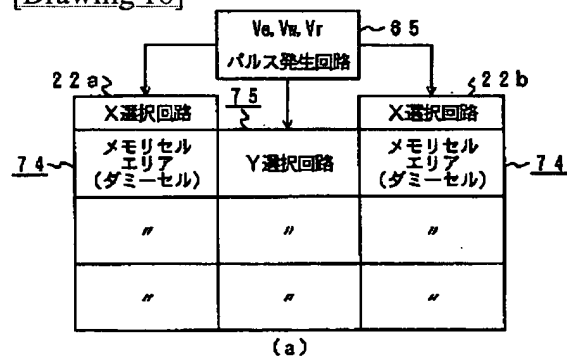 [Drawing 10]
Ve, Vw, Vr
パルス発生回路
65
22a
75
22b
X選択回路
X選択回路
74
メモリセル
エリア
(ダミーセル)
Y選択回路
メモリセル
エリア
(ダミーセル)
74
〃 〃 〃
〃 〃 〃
(a)